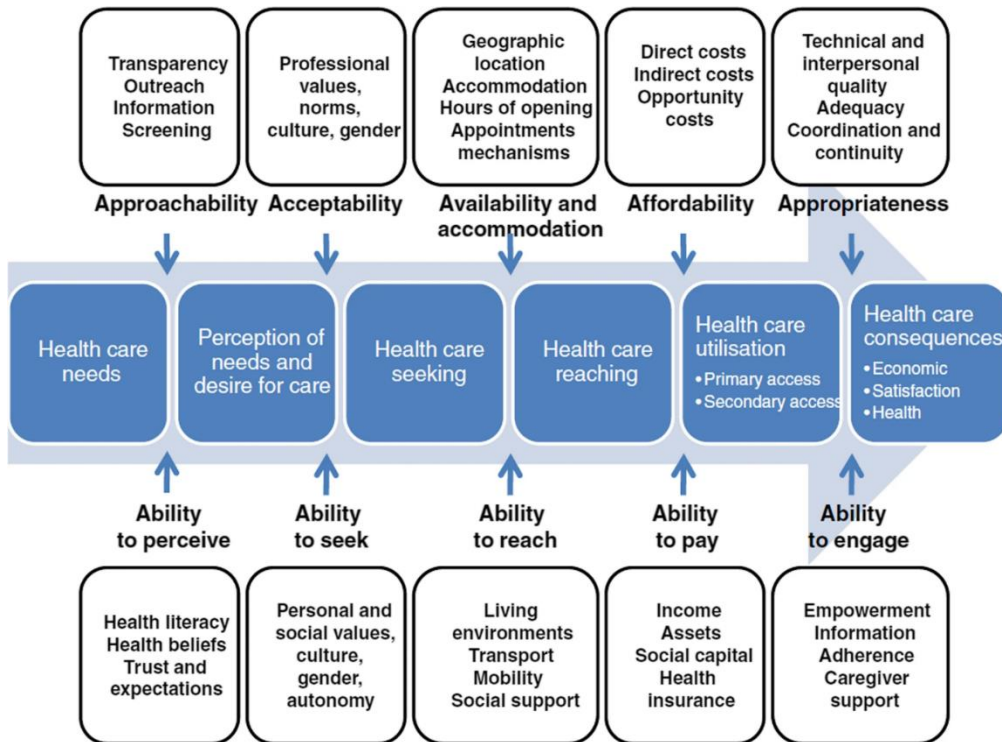 Transparency
Outreach
Information
Screening
Professional
values,
norms,
culture, gender
Geographic
location
Accommodation
Hours of opening
Appointments
mechanisms
Direct costs
Indirect costs
Opportunity
costs
Technical and
interpersonal
quality
Adequacy
Coordination and
continuity
Approachability
Acceptability
Availability and
accommodation
Affordability
Appropriateness
Health care
needs
Perception of
needs and
desire for care
Health care
seeking
Health care
reaching
Health care
utilisation
•Primary access
•Secondary access
Health care
consequences
•Economic
•Satisfaction
•Health
Ability
to perceive
Ability
to seek
Ability
to reach
Ability
to pay
Ability
to engage
Health literacy
Health beliefs
Trust and
expectations
Personal and
social values,
culture,
gender,
autonomy
Living
environments
Transport
Mobility
Social support
Income
Assets
Social capital
Health
insurance
Empowerment
Information
Adherence
Caregiver
support